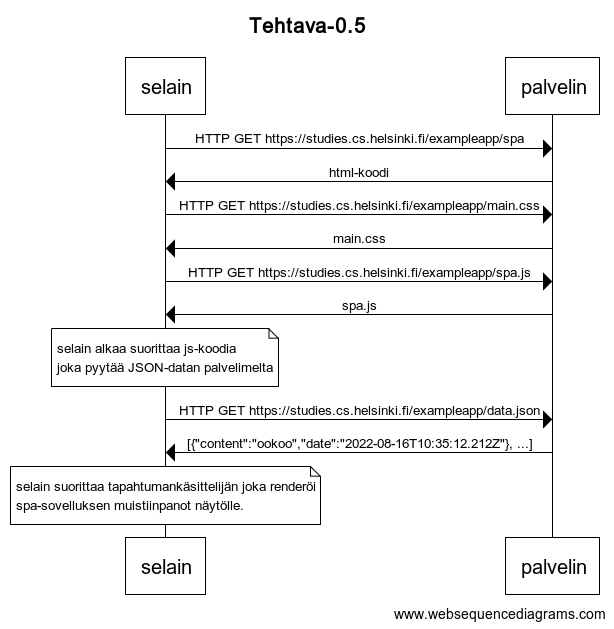 Tehtava-0.5
selain
palvelin
HTTP GET https://studies.cs.helsinki.fi/exampleapp/spa
html-koodi
HTTP GET https://studies.cs.helsinki.fi/exampleapp/main.css
main.css
HTTP GET https://studies.cs.helsinki.fi/exampleapp/spa.js
spa.js
selain alkaa suorittaa js-koodia
joka pyytää JSON-datan palvelimelta
HTTP GET https://studies.cs.helsinki.fi/exampleapp/data.json
[{"content":"ookoo","date":"2022-08-16T10:35:12.212Z"}, ...]
selain suorittaa tapahtumankäsittelijän joka renderöi
spa-sovelluksen muistiinpanot näytölle.
selain
palvelin
www.websequencediagrams.com